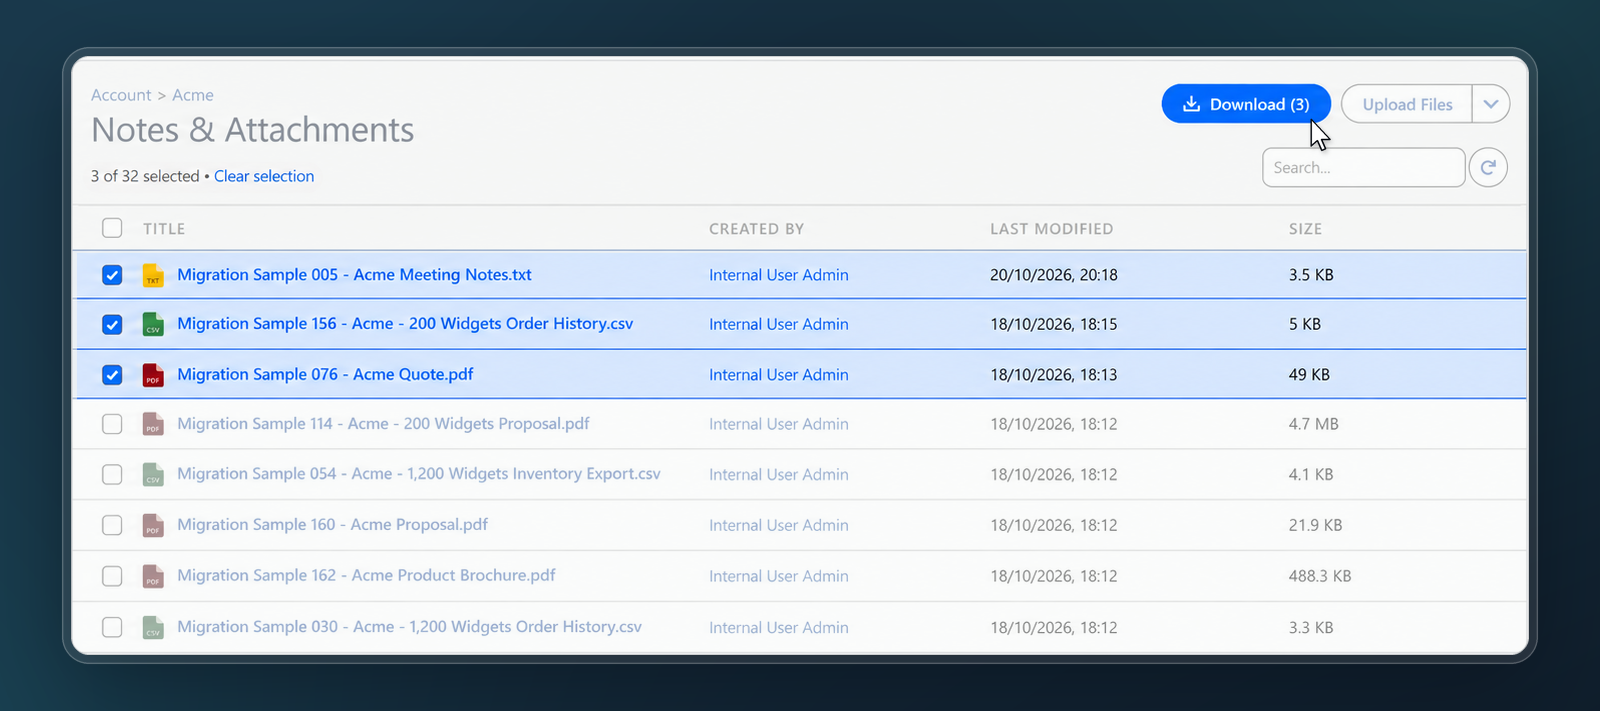 Account > Acme
Notes & Attachments
Download (3)
Upload Files
3 of 32 selected • Clear selection
Search...
TITLE CREATED BY LAST MODIFIED SIZE
TXT Migration Sample 005 - Acme Meeting Notes.txt Internal User Admin 20/10/2026, 20:18 3.5 KB
CSV Migration Sample 156 - Acme - 200 Widgets Order History.csv Internal User Admin 18/10/2026, 18:15 5 KB
PDF Migration Sample 076 - Acme Quote.pdf Internal User Admin 18/10/2026, 18:13 49 KB
PDF Migration Sample 114 - Acme - 200 Widgets Proposal.pdf Internal User Admin 18/10/2026, 18:12 4.7 MB
CSV Migration Sample 054 - Acme - 1,200 Widgets Inventory Export.csv Internal User Admin 18/10/2026, 18:12 4.1 KB
PDF Migration Sample 160 - Acme Proposal.pdf Internal User Admin 18/10/2026, 18:12 21.9 KB
PDF Migration Sample 162 - Acme Product Brochure.pdf Internal User Admin 18/10/2026, 18:12 488.3 KB
CSV Migration Sample 030 - Acme - 1,200 Widgets Order History.csv Internal User Admin 18/10/2026, 18:12 3.3 KB